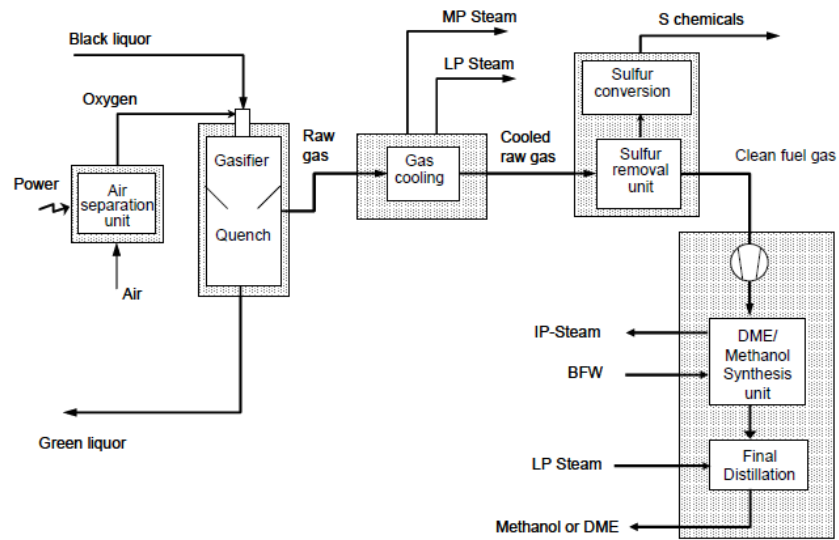 MP Steam
S chemicals
Black liquor
LP Steam
Sulfur
conversion
Oxygen
Raw
gas
Cooled
raw gas
Clean fuel gas
Gasifier
Gas
cooling
Sulfur
removal
unit
Power
Air
separation
unit
Quench
Air
IP-Steam
DME/
Methanol
Synthesis
unit
BFW
Green liquor
LP Steam
Final
Distillation
Methanol or DME